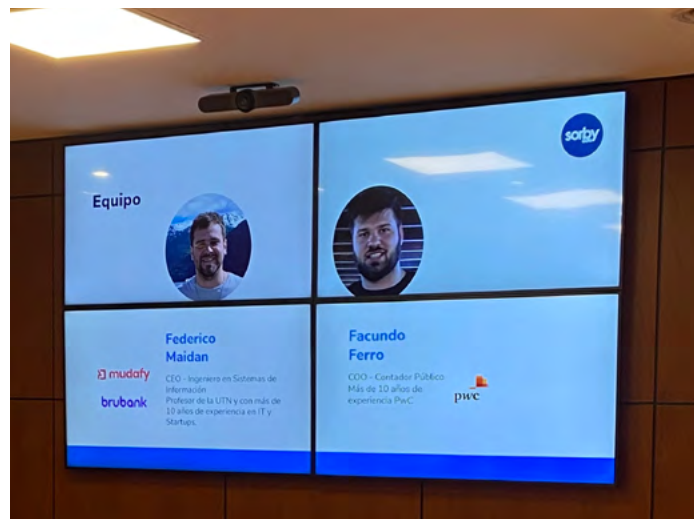 sorby
Equipo
Federico
Maidan
CEO - Ingeniero en Sistemas de
Información
Profesor de la UTN y con más de
10 años de experiencia en IT y
Startups.
mudafy
brubank
Facundo
Ferro
COO - Contador Público
Más de 10 años de
experiencia PwC
pwc